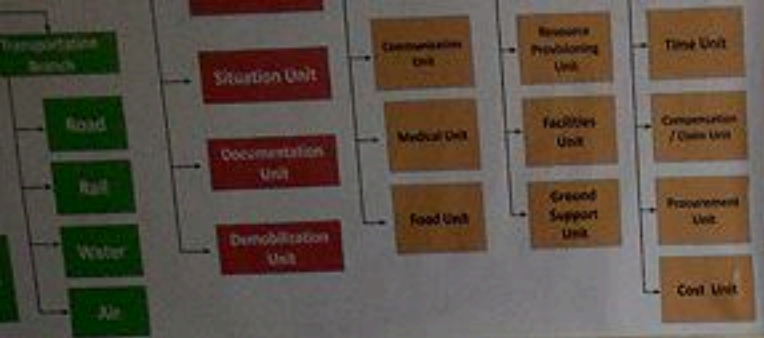 Transportation
Branch
Road
Rail
Water
Air
Situation Unit
Documentation
Unit
Demobilization
Unit
Communication
Unit
Medical Unit
Food Unit
Resource
Provisioning
Unit
Facilities
Unit
Ground
Support
Unit
Time Unit
Compensation
/ Claim Unit
Procurement
Unit
Cost Unit